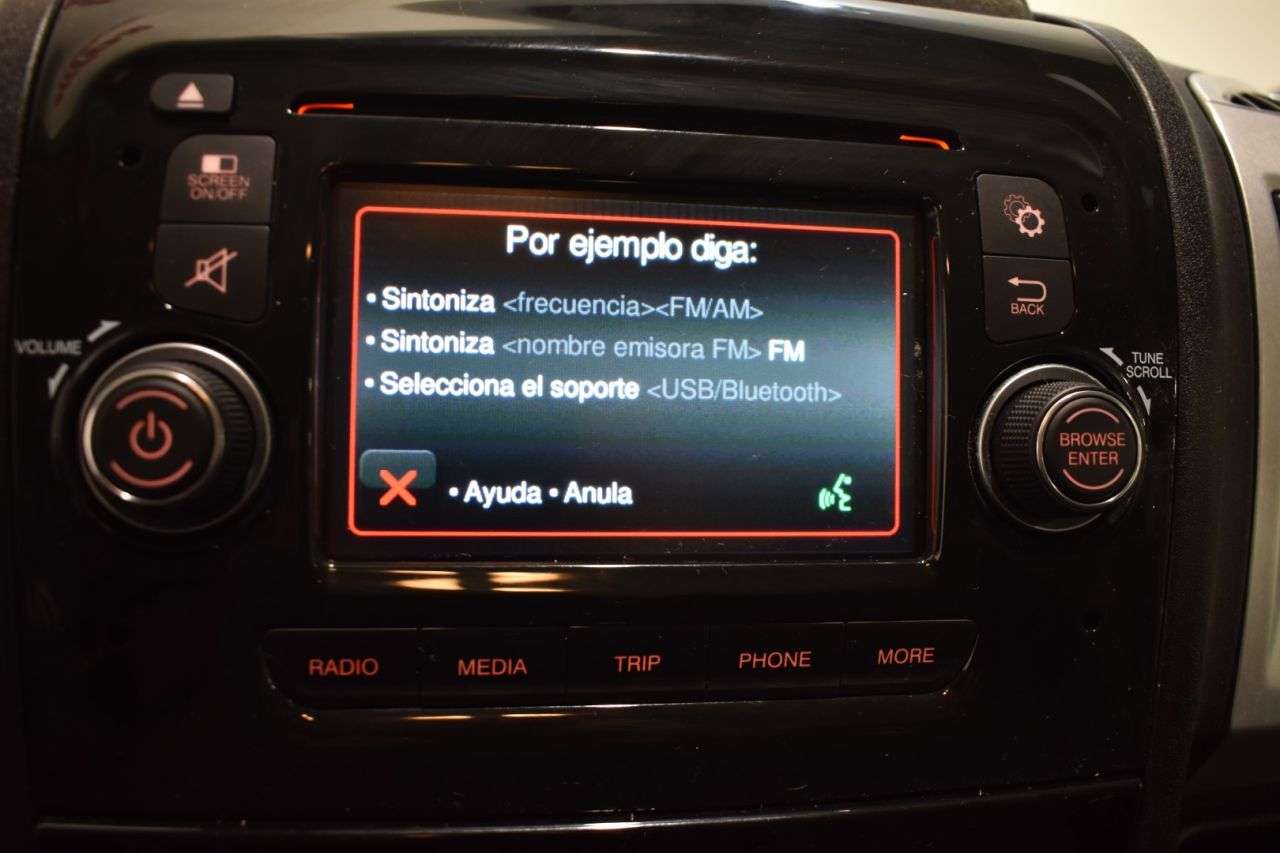 SCREEN
ON/OFF
VOLUME
Por ejemplo diga:
• Sintoniza <frecuencia><FM/AM>
• Sintoniza <nombre emisora FM> FM
• Selecciona el soporte <USB/Bluetooth>
• Ayuda • Anula
BACK
TUNE
SCROLL
BROWSE
ENTER
RADIO
MEDIA
TRIP
PHONE
MORE